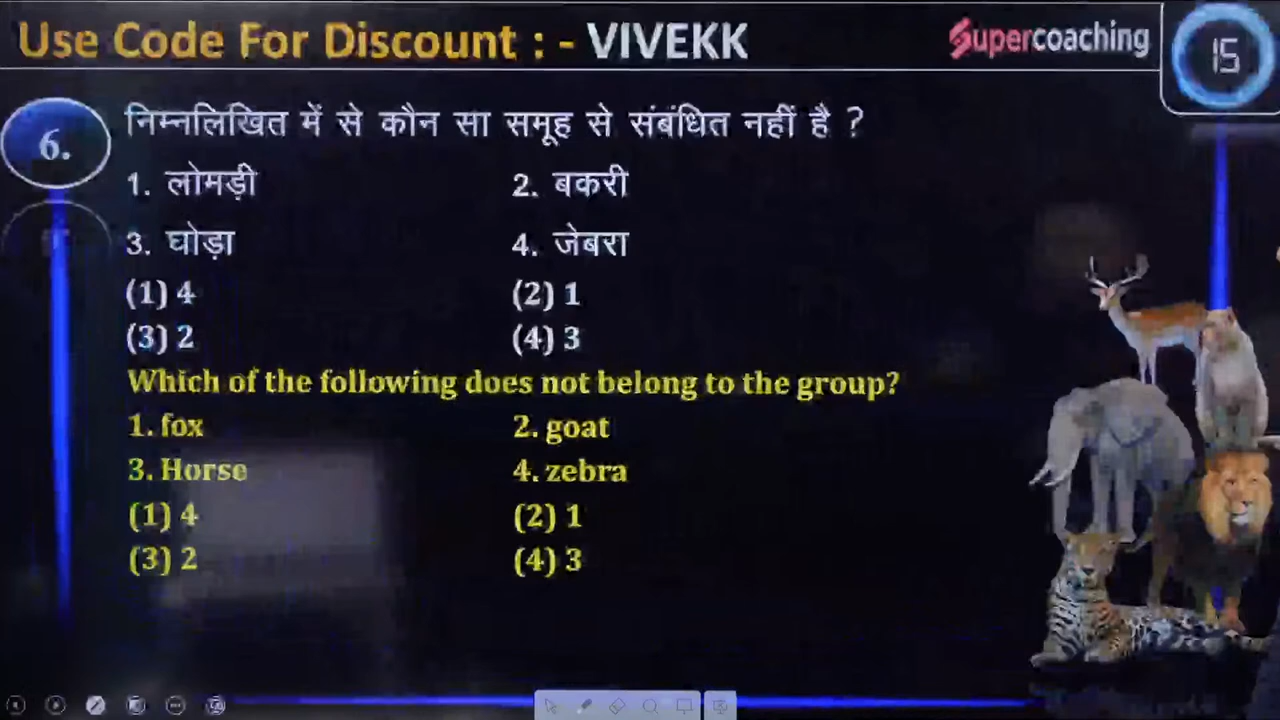 Use Code For Discount : - VIVEKK
Supercoaching
15
6.
निम्नलिखित में से कौन सा समूह से संबंधित नहीं है ?
1. लोमड़ी 2. बकरी
3. घोड़ा 4. जेबरा
(1) 4 (2) 1
(3) 2 (4) 3
Which of the following does not belong to the group?
1. fox 2. goat
3. Horse 4. zebra
(1) 4 (2) 1
(3) 2 (4) 3